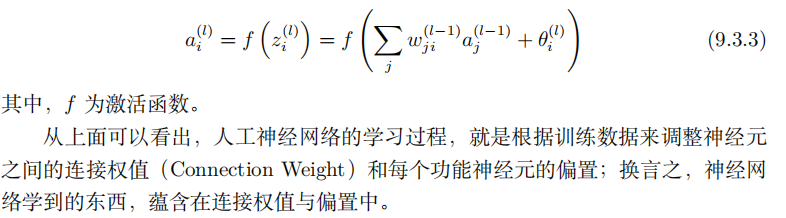 a_i^{(l)} = f\left(z_i^{(l)}\right) = f\left(\sum_j w_{ji}^{(l-1)} a_j^{(l-1)} + \theta_i^{(l)}\right) (9.3.3)
其中，f 为激活函数。
从上面可以看出，人工神经网络的学习过程，就是根据训练数据来调整神经元
之间的连接权值（Connection Weight）和每个功能神经元的偏置；换言之，神经网
络学到的东西，蕴含在连接权值与偏置中。